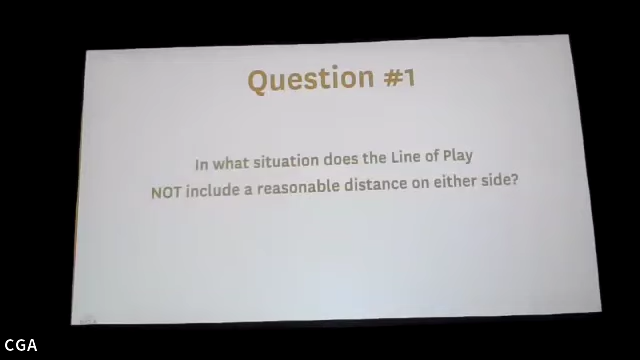 Question #1
In what situation does the Line of Play
NOT include a reasonable distance on either side?
CGA